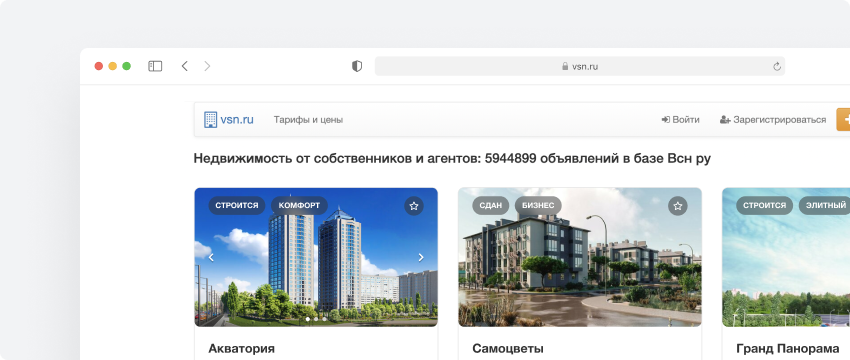 vsn.ru
vsn.ru Тарифы и цены Войти Зарегистрироваться
Недвижимость от собственников и агентов: 5944899 объявлений в базе Всн ру
СТРОИТСЯ КОМФОРТ СДАН БИЗНЕС СТРОИТСЯ ЭЛИТНЫЙ
Акватория Самоцветы Гранд Панорама